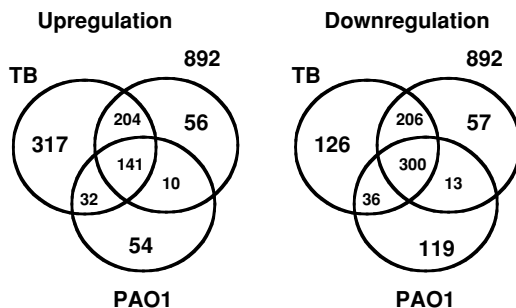 Upregulation
TB
892
317
204
56
141
32
10
54
PAO1
Downregulation
TB
892
126
206
57
300
36
13
119
PAO1